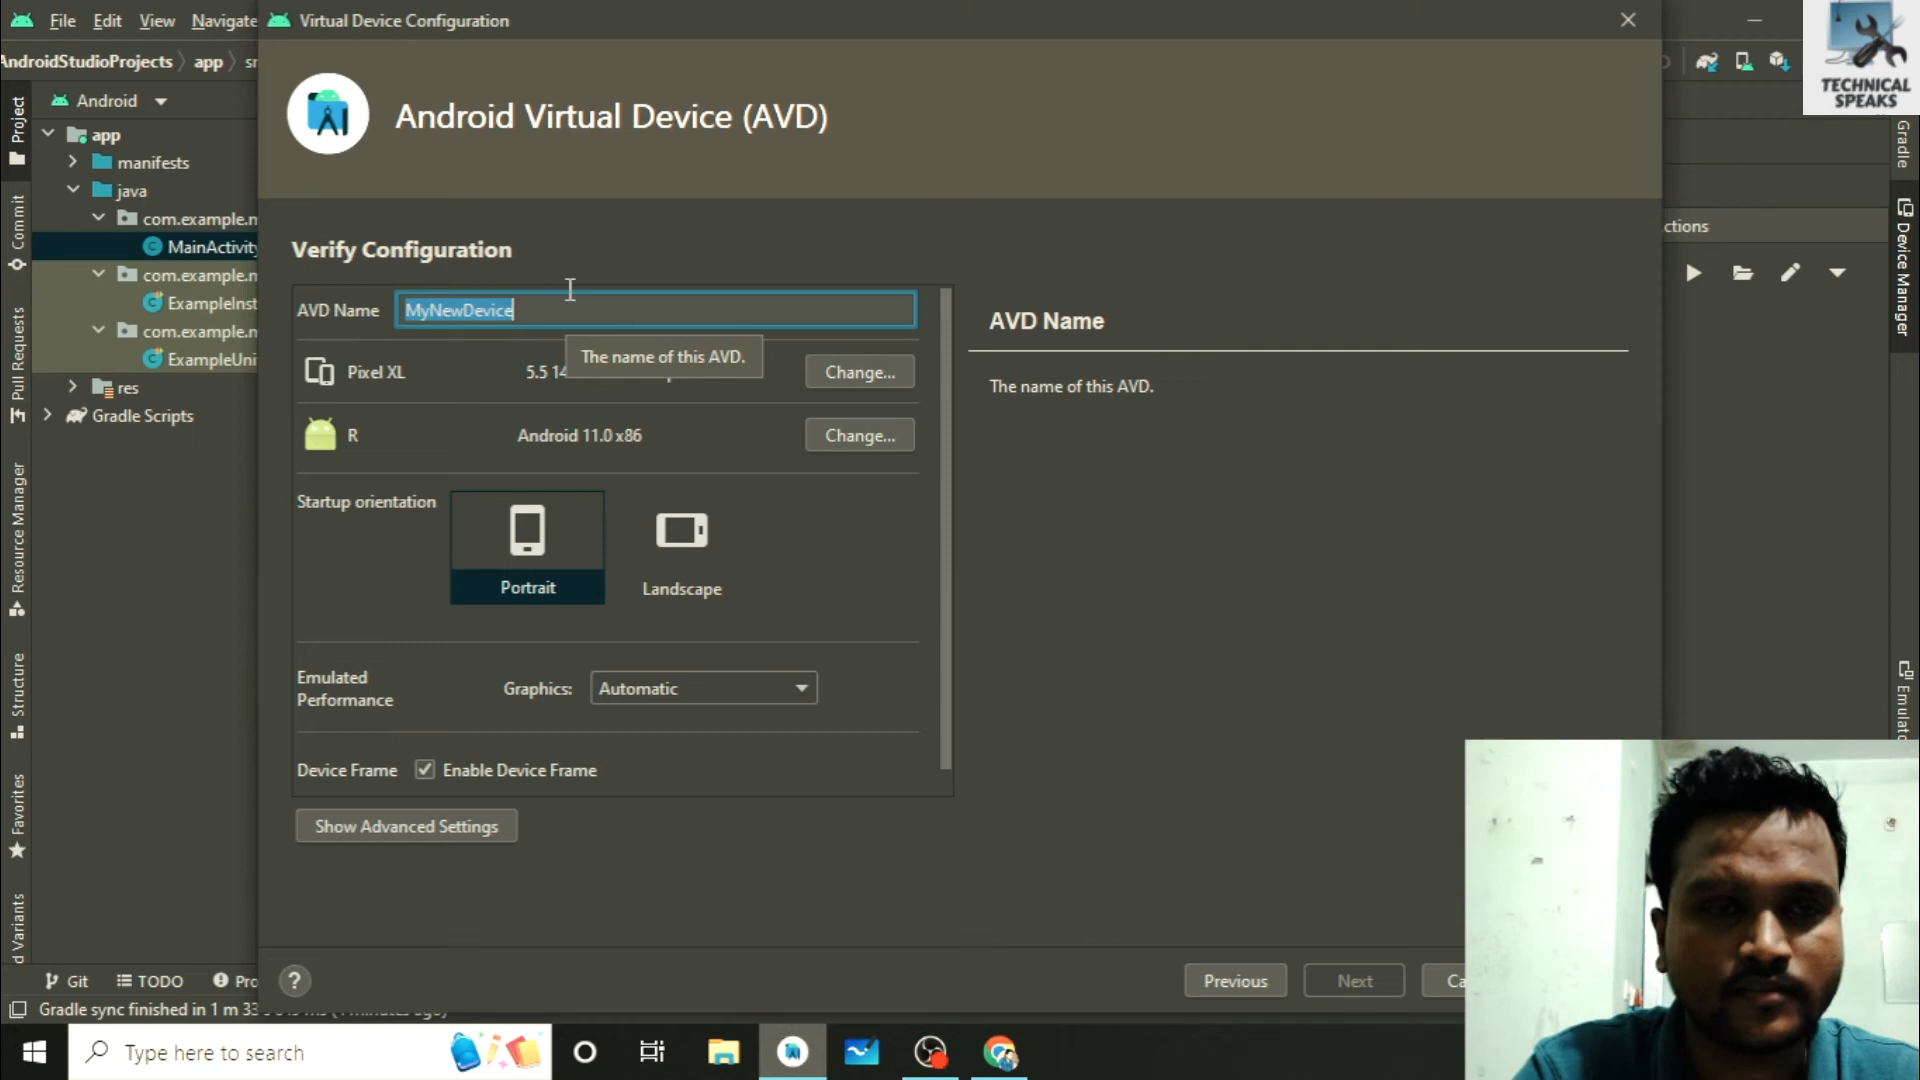 File Edit View Navigate
Virtual Device Configuration
TECHNICAL
SPEAKS
AndroidStudioProjects
app
Android
Android Virtual Device (AVD)
Project
Commit
Pull Requests
Resource Manager
Structure
Favorites
app
manifests
java
com.example.
MainActivity
com.example.
ExampleInst
com.example.
ExampleUni
res
Gradle Scripts
Verify Configuration
AVD Name MyNewDevice
The name of this AVD.
Pixel XL 5.5 Change...
R Android 11.0 x86 Change...
Startup orientation
Portrait
Landscape
Emulated
Performance
Graphics: Automatic
Device Frame Enable Device Frame
Show Advanced Settings
AVD Name
The name of this AVD.
Gradle
Device Manager
ctions
? Previous Next
Git TODO
Gradle sync finished in 1 m
Type here to search